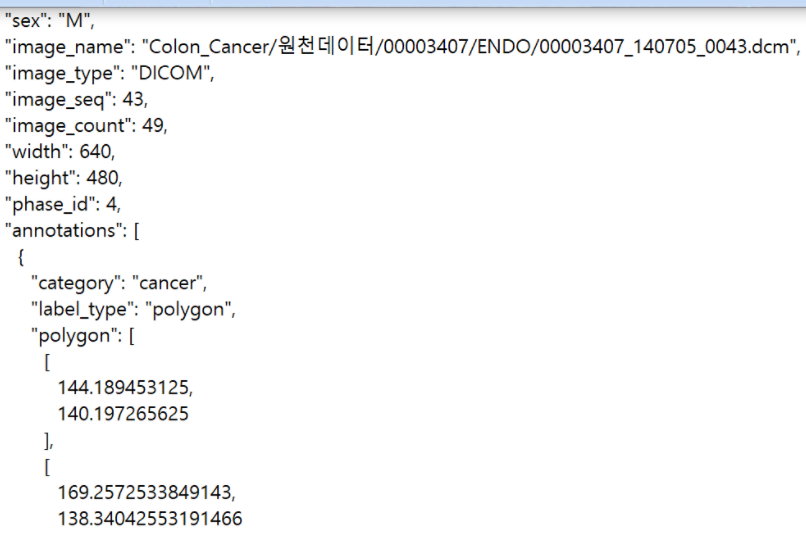 "sex": "M",
"image_name": "Colon_Cancer/원천데이터/00003407/ENDO/00003407_140705_0043.dcm",
"image_type": "DICOM",
"image_seq": 43,
"image_count": 49,
"width": 640,
"height": 480,
"phase_id": 4,
"annotations": [
{
"category": "cancer",
"label_type": "polygon",
"polygon": [
[
144.189453125,
140.197265625
],
[
169.2572533849143,
138.34042553191466